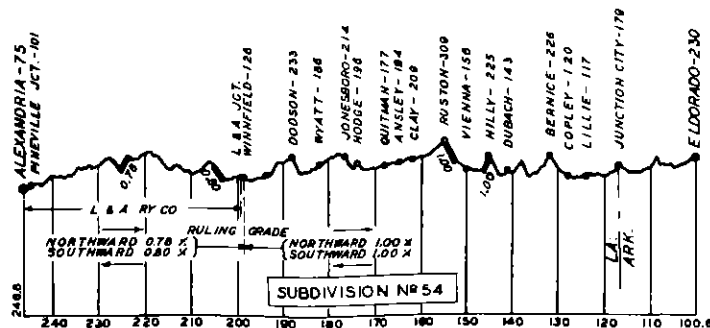 ALEXANDRIA-75
PINEVILLE JCT.-101
L & A JCT.
WINNFIELD-128
DODSON-233
WYATT-186
JONESBORO-214
HODGE-196
QUITMAN-177
ANSLEY-184
CLAY-209
RUSTON-309
VIENNA-156
HILLY-225
DUBACH-143
BERNICE-226
COPLEY-120
LILLIE-117
JUNCTION CITY-179
ELDORADO-230
0.78
0.80
1.00
1.00
L & A RY CO
RULING GRADE
NORTHWARD 0.78 %
SOUTHWARD 0.80 %
NORTHWARD 1.00 %
SOUTHWARD 1.00 %
LA.
ARK.
SUBDIVISION Nº 54
246.6
240 230 220 210 200 190 180 170 160 150 140 130 120 110 100.6